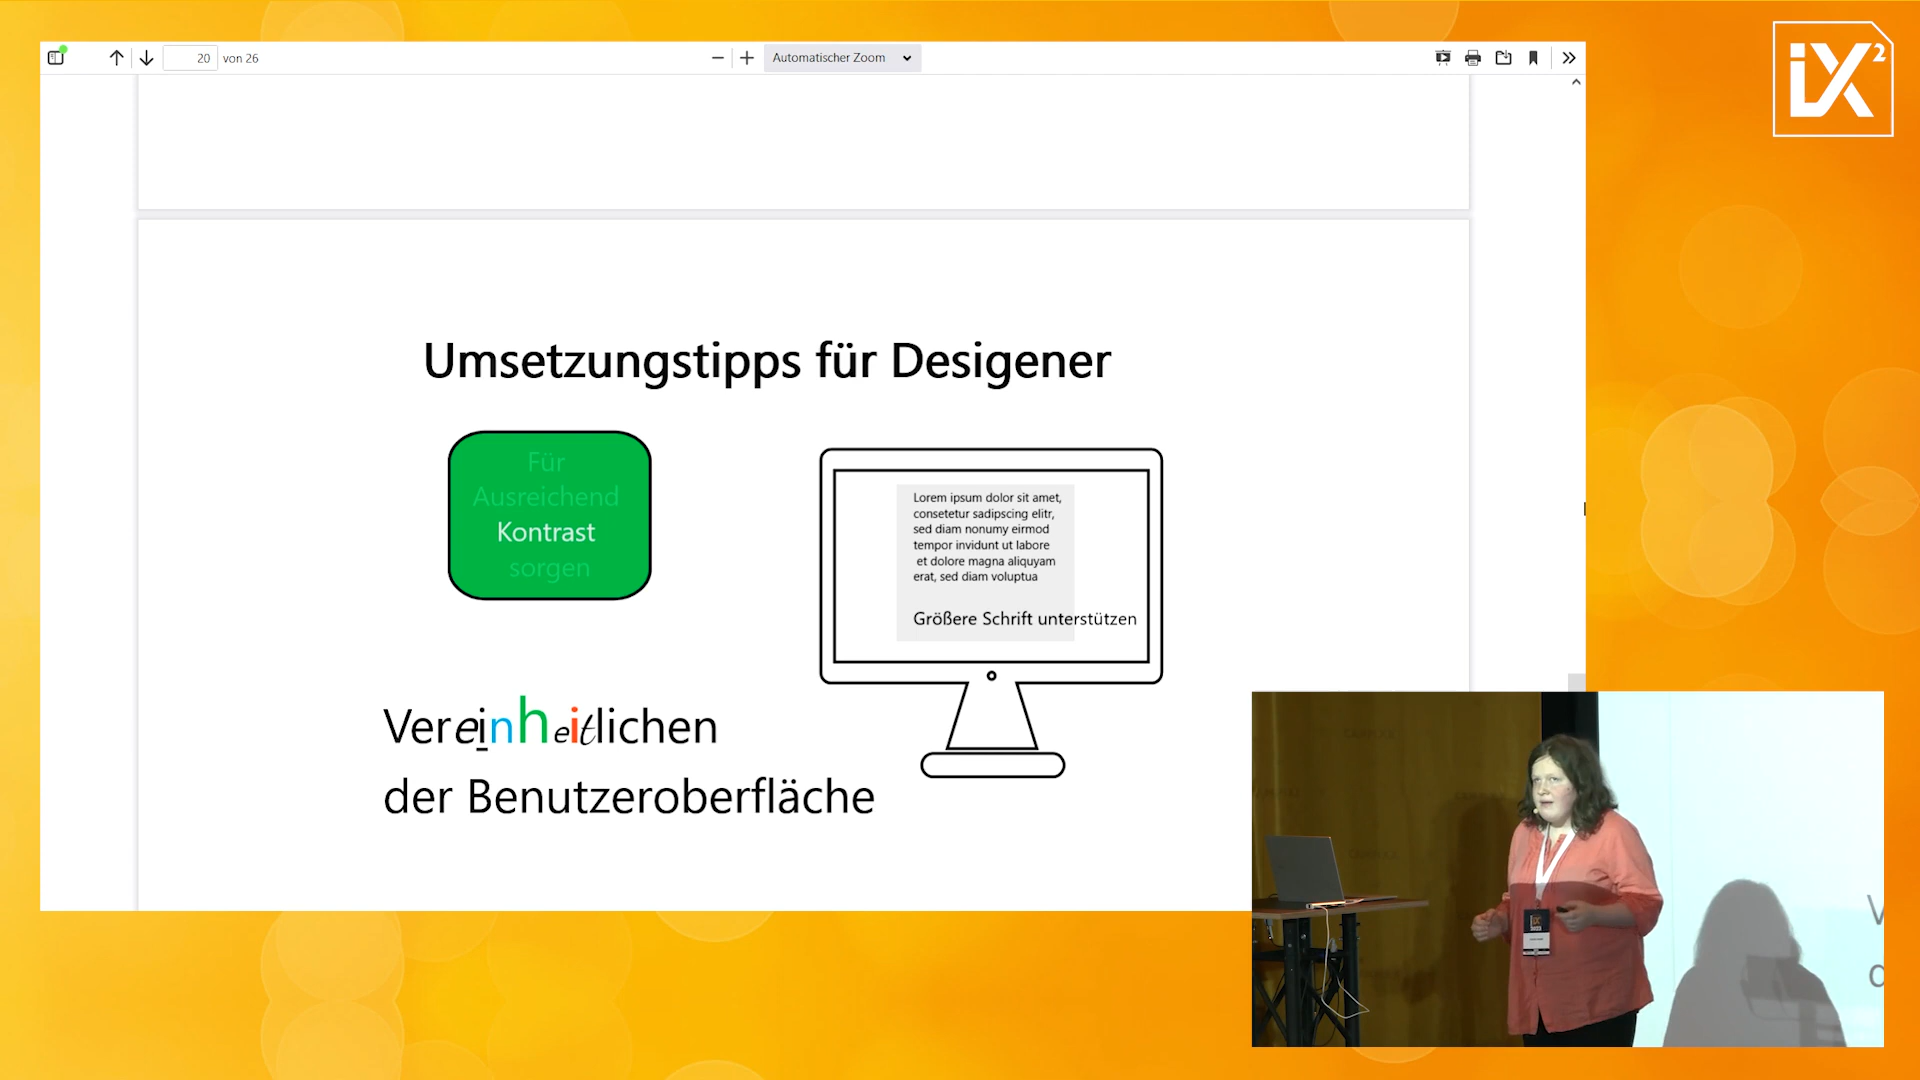 20 von 26
Automatischer Zoom
iX²
Umsetzungstipps für Desigener
Für
Ausreichend
Kontrast
sorgen
Lorem ipsum dolor sit amet,
consetetur sadipscing elitr,
sed diam nonumy eirmod
tempor invidunt ut labore
et dolore magna aliquyam
erat, sed diam voluptua
Größere Schrift unterstützen
Vereinheitlichen
der Benutzeroberfläche